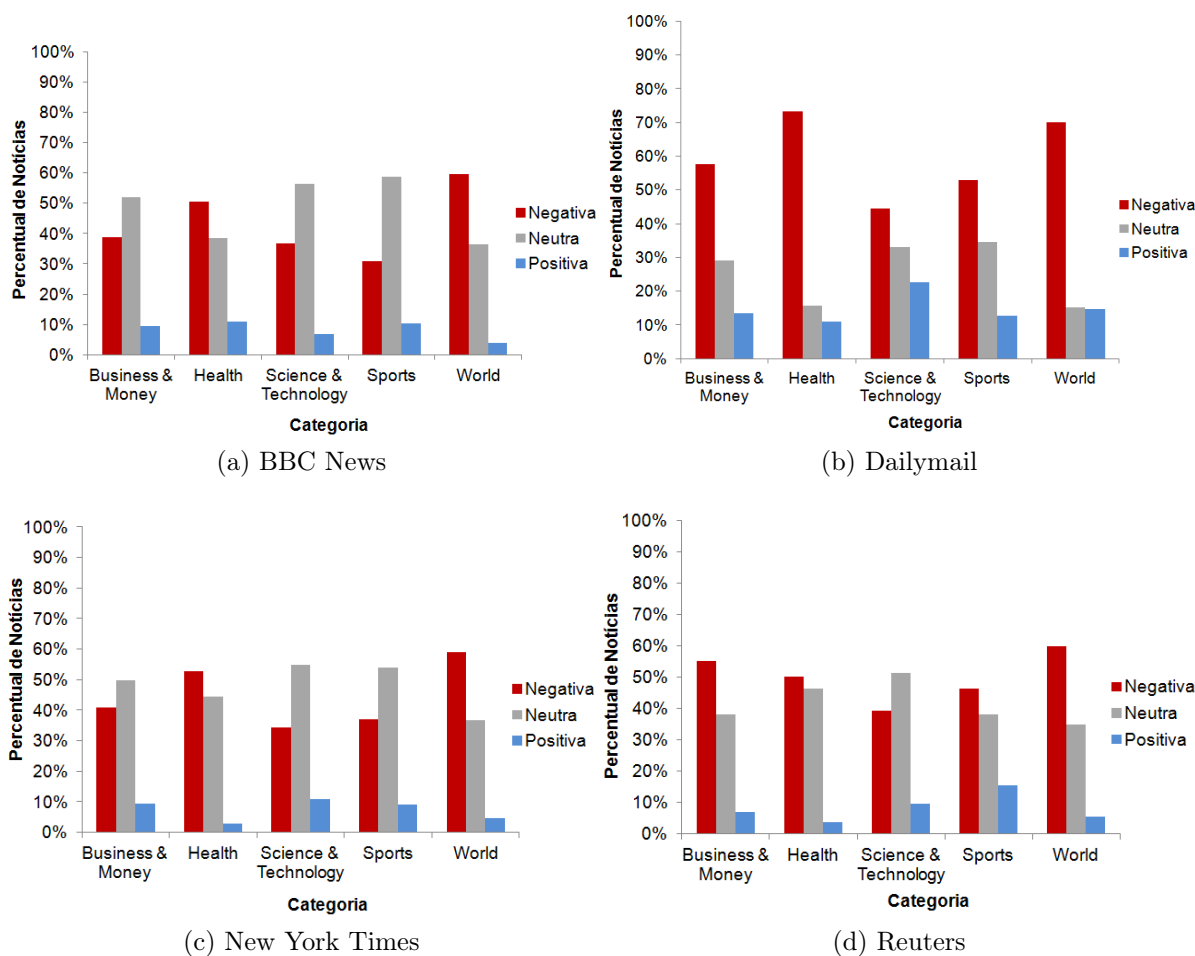 100%
90%
80%
70%
60%
50%
40%
30%
20%
10%
0%
Percentual de Notícias
Business & Money
Health
Science & Technology
Sports
World
Categoria
Negativa
Neutra
Positiva
(a) BBC News
100%
90%
80%
70%
60%
50%
40%
30%
20%
10%
0%
Percentual de Notícias
Business & Money
Health
Science & Technology
Sports
World
Categoria
Negativa
Neutra
Positiva
(b) Dailymail
100%
90%
80%
70%
60%
50%
40%
30%
20%
10%
0%
Percentual de Notícias
Business & Money
Health
Science & Technology
Sports
World
Categoria
Negativa
Neutra
Positiva
(c) New York Times
100%
90%
80%
70%
60%
50%
40%
30%
20%
10%
0%
Percentual de Notícias
Business & Money
Health
Science & Technology
Sports
World
Categoria
Negativa
Neutra
Positiva
(d) Reuters